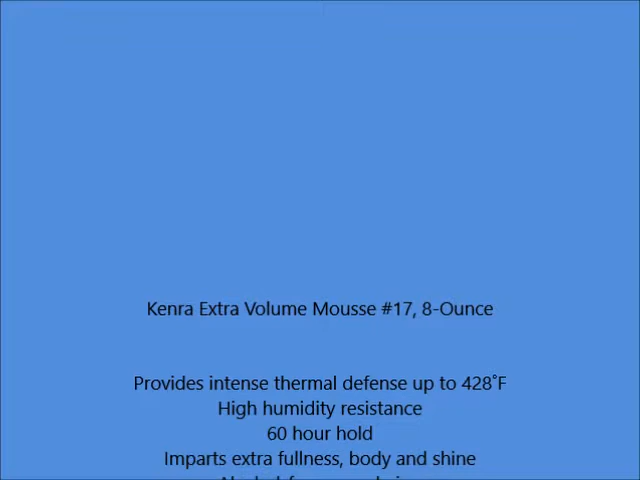 Kenra Extra Volume Mousse #17, 8-Ounce
Provides intense thermal defense up to 428°F
High humidity resistance
60 hour hold
Imparts extra fullness, body and shine